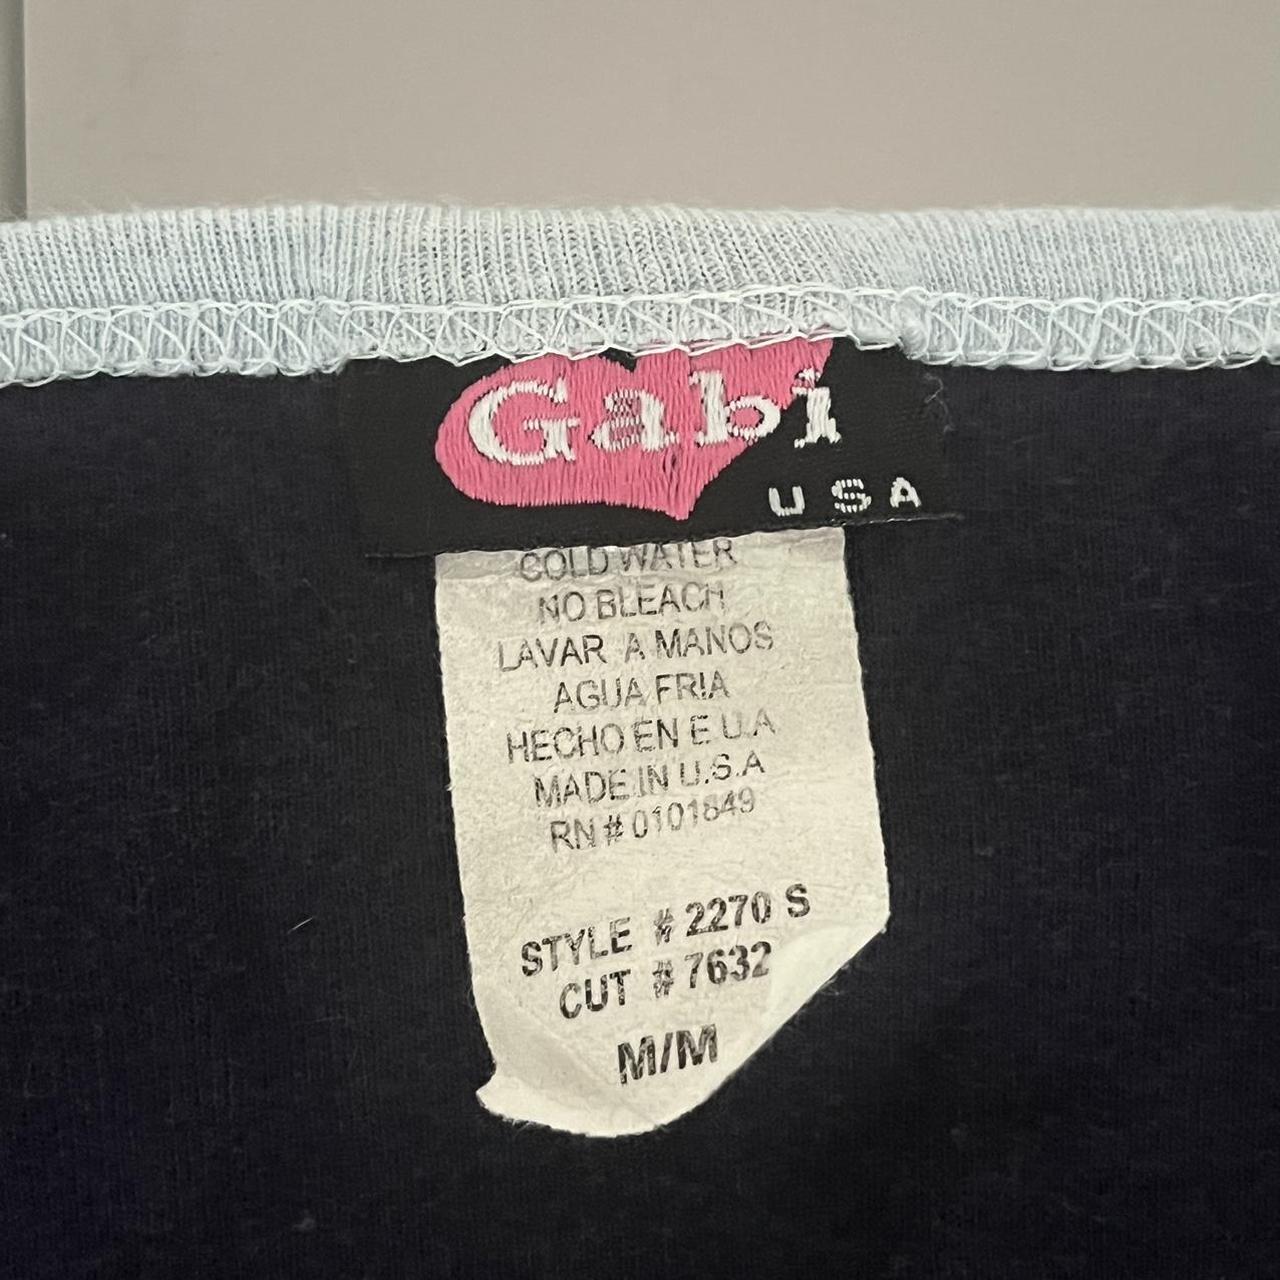 Gabi
USA
COLD WATER
NO BLEACH
LAVAR A MANOS
AGUA FRIA
HECHO EN E U.A
MADE IN U.S.A
RN # 0101849
STYLE # 2270 S
CUT # 7632
M/M